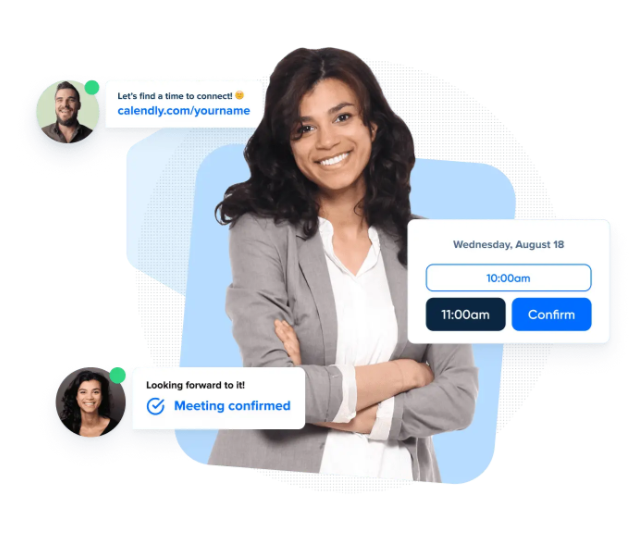 Let's find a time to connect! 😊
calendly.com/yourname
Wednesday, August 18
10:00am
11:00am
Confirm
Looking forward to it!
Meeting confirmed